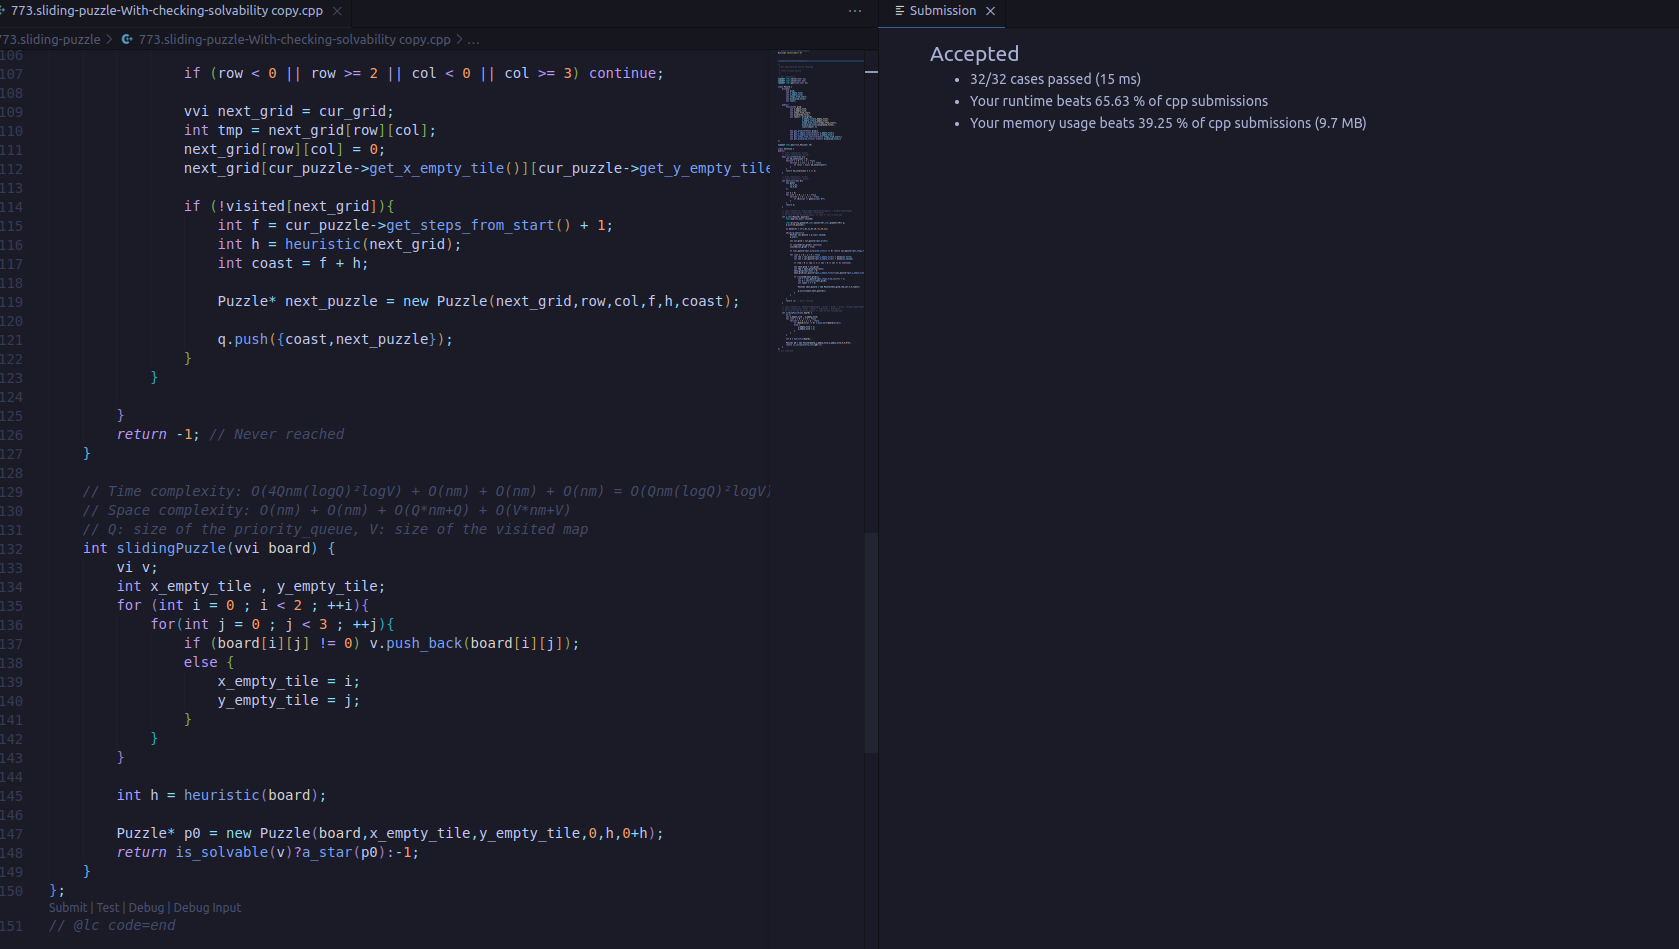 773.sliding-puzzle-With-checking-solvability copy.cpp
773.sliding-puzzle > 773.sliding-puzzle-With-checking-solvability copy.cpp > ...
106
107 if (row < 0 || row >= 2 || col < 0 || col >= 3) continue;
108
109 vvi next_grid = cur_grid;
110 int tmp = next_grid[row][col];
111 next_grid[row][col] = 0;
112 next_grid[cur_puzzle->get_x_empty_tile()][cur_puzzle->get_y_empty_tile
113
114 if (!visited[next_grid]){
115 int f = cur_puzzle->get_steps_from_start() + 1;
116 int h = heuristic(next_grid);
117 int coast = f + h;
118
119 Puzzle* next_puzzle = new Puzzle(next_grid,row,col,f,h,coast);
120
121 q.push({coast,next_puzzle});
122 }
123 }
124
125 }
126 return -1; // Never reached
127 }
128
129 // Time complexity: O(4Qnm(logQ)²logV) + O(nm) + O(nm) + O(nm) = O(Qnm(logQ)²logV)
130 // Space complexity: O(nm) + O(nm) + O(Q*nm+Q) + O(V*nm+V)
131 // Q: size of the priority_queue, V: size of the visited map
132 int slidingPuzzle(vvi board) {
133 vi v;
134 int x_empty_tile , y_empty_tile;
135 for (int i = 0 ; i < 2 ; ++i){
136 for(int j = 0 ; j < 3 ; ++j){
137 if (board[i][j] != 0) v.push_back(board[i][j]);
138 else {
139 x_empty_tile = i;
140 y_empty_tile = j;
141 }
142 }
143 }
144
145 int h = heuristic(board);
146
147 Puzzle* p0 = new Puzzle(board,x_empty_tile,y_empty_tile,0,h,0+h);
148 return is_solvable(v)?a_star(p0):-1;
149 }
150 };
Submit | Test | Debug | Debug Input
151 // @lc code=end
Submission
Accepted
• 32/32 cases passed (15 ms)
• Your runtime beats 65.63 % of cpp submissions
• Your memory usage beats 39.25 % of cpp submissions (9.7 MB)